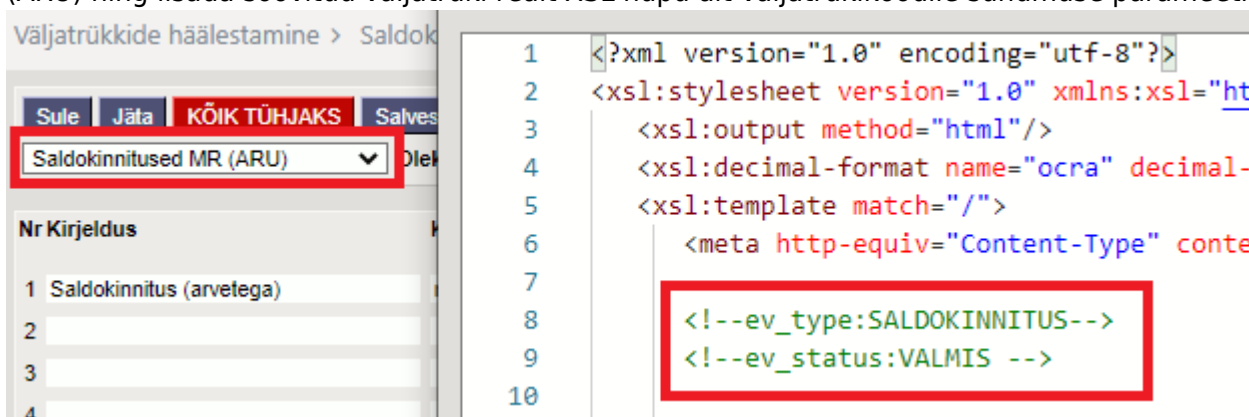 Väljatrükkide häälestamine > Saldok
Sule Jäta KÕIK TÜHJAKS Salves
Saldokinnitused MR (ARU) Olek
Nr Kirjeldus
1 Saldokinnitus (arvetega)
2
3
4
1 <?xml version="1.0" encoding="utf-8"?>
2 <xsl:stylesheet version="1.0" xmlns:xsl="ht
3 <xsl:output method="html"/>
4 <xsl:decimal-format name="ocra" decimal-
5 <xsl:template match="/">
6 <meta http-equiv="Content-Type" conte
7
8 <!--ev_type:SALDOKINNITUS-->
9 <!--ev_status:VALMIS -->
10